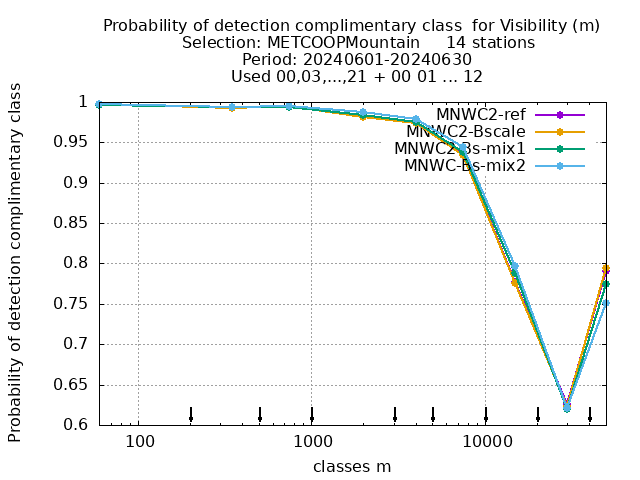 Probability of detection complimentary class  for Visibility (m)
Selection: METCOOPMountain     14 stations
Period: 20240601-20240630
Used 00,03,...,21 + 00 01 ... 12
Probability of detection complimentary class
1
0.95
0.9
0.85
0.8
0.75
0.7
0.65
0.6
MNWC2-ref
MNWC2-Bscale
MNWC2-Bs-mix1
MNWC-Bs-mix2
100
1000
10000
classes m